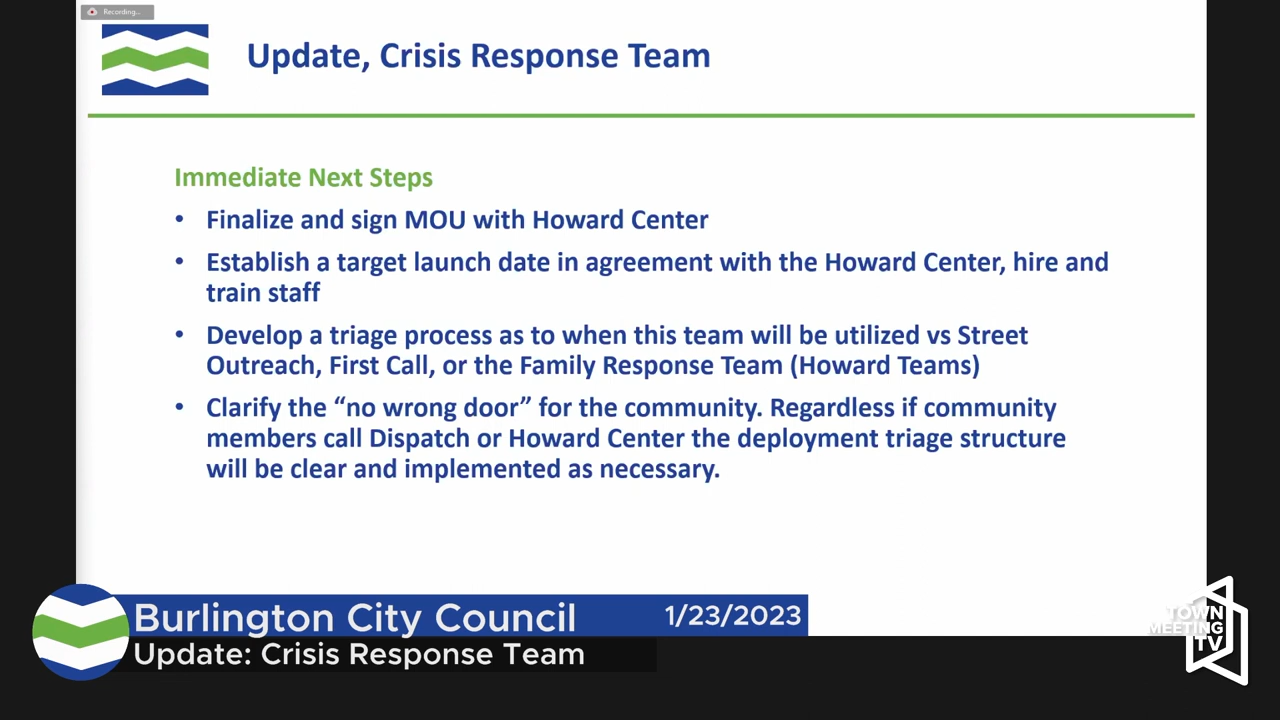 Recording...
Update, Crisis Response Team
Immediate Next Steps
• Finalize and sign MOU with Howard Center
• Establish a target launch date in agreement with the Howard Center, hire and
train staff
• Develop a triage process as to when this team will be utilized vs Street
Outreach, First Call, or the Family Response Team (Howard Teams)
• Clarify the “no wrong door” for the community. Regardless if community
members call Dispatch or Howard Center the deployment triage structure
will be clear and implemented as necessary.
Burlington City Council 1/23/2023
Update: Crisis Response Team
TOWN
MEETING
TV